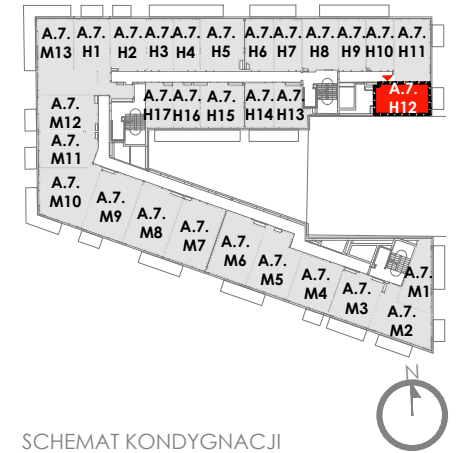 A.7. A.7. A.7. A.7. A.7. A.7. A.7. A.7. A.7. A.7. A.7. A.7.
M13 H1 H2 H3 H4 H5 H6 H7 H8 H9 H10 H11
A.7. A.7. A.7. A.7. A.7. A.7.
H17 H16 H15 H14 H13 H12
A.7.
M12
A.7.
M11
A.7.
M10
A.7.
M9
A.7.
M8
A.7.
M7
A.7.
M6
A.7.
M5
A.7.
M4
A.7.
M3
A.7.
M2
A.7.
M1
N
SCHEMAT KONDYGNACJI